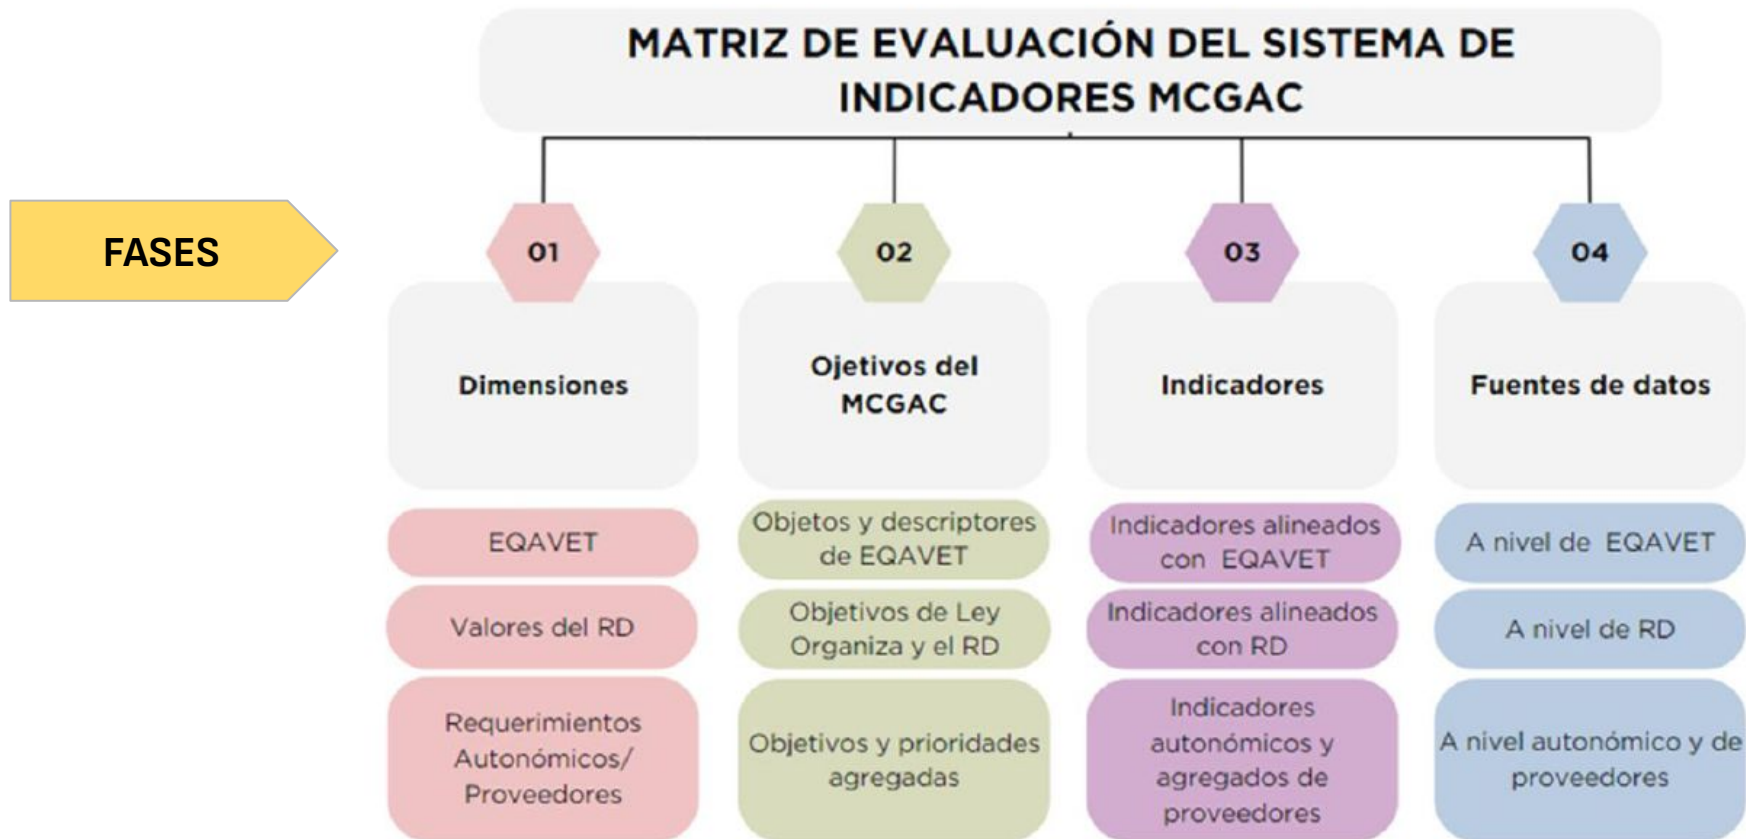 MATRIZ DE EVALUACIÓN DEL SISTEMA DE
INDICADORES MCGAC
FASES
01
02
03
04
Dimensiones
Ojetivos del
MCGAC
Indicadores
Fuentes de datos
EQAVET
Objetos y descriptores
de EQAVET
Indicadores alineados
con EQAVET
A nivel de EQAVET
Valores del RD
Objetivos de Ley
Organiza y el RD
Indicadores alineados
con RD
A nivel de RD
Requerimientos
Autonómicos/
Proveedores
Objetivos y prioridades
agregadas
Indicadores
autonómicos y
agregados de
proveedores
A nivel autonómico y de
proveedores